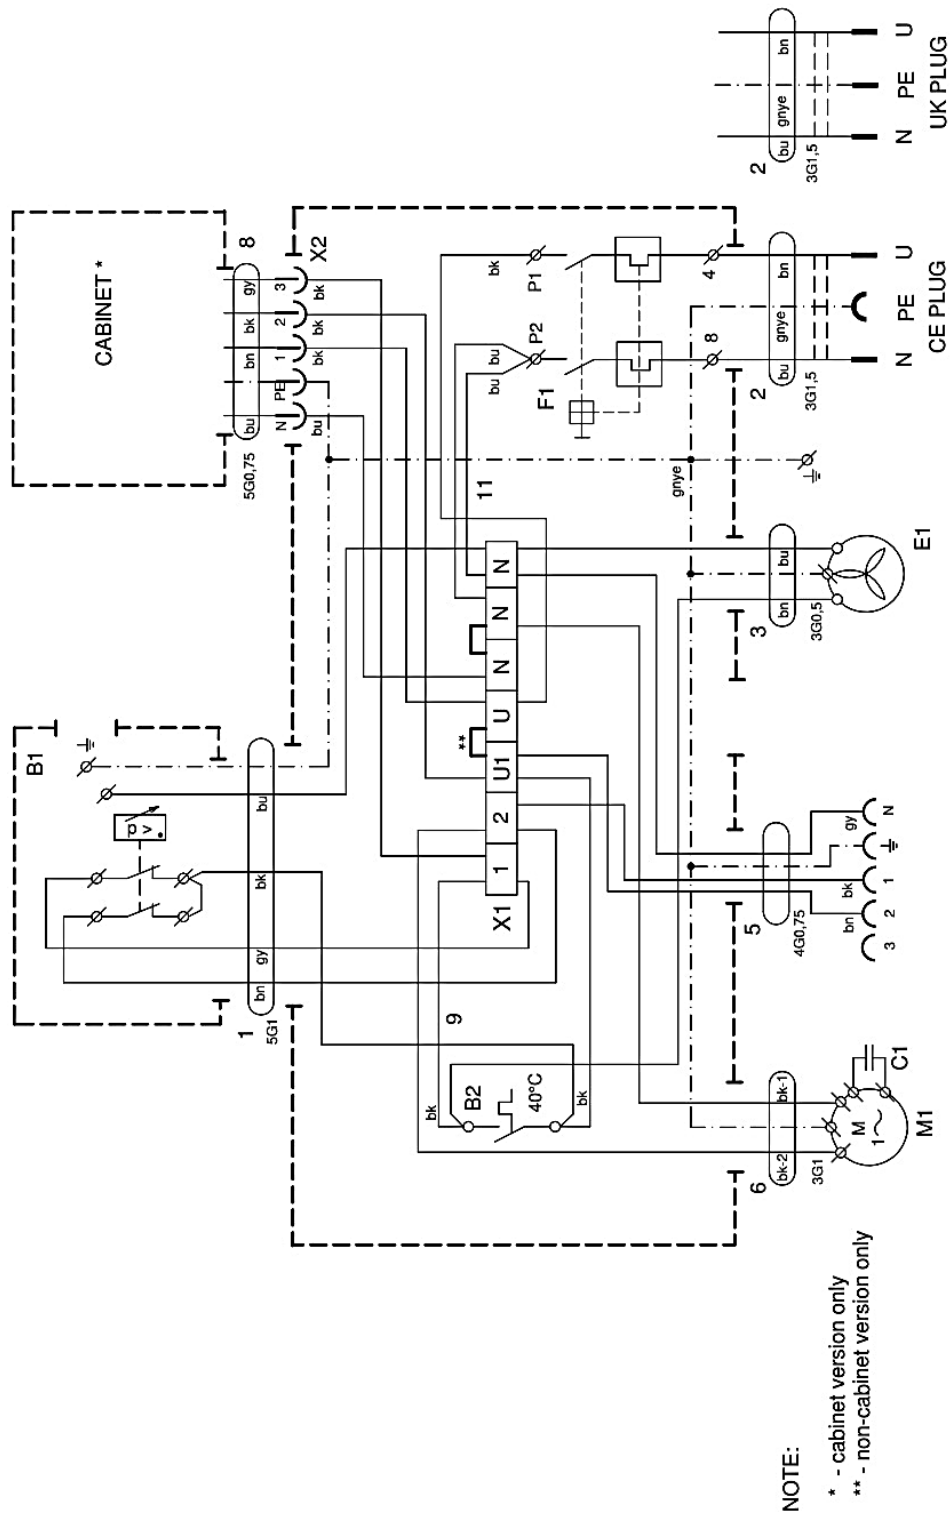 CABINET *
8
bu
bn
bk
gy
5G0,75
N
PE
1
2
3
X2
bu
bk
bk
bk
B1
p
v
bu
bk
gy
bn
1
5G1
X1
1
2
U1
U
N
N
N
**
11
9
bk
B2
40°C
bk
bk
P1
bu
bu
P2
F1
8
4
gnye
2
bu
gnye
bn
3G1,5
N
PE
U
CE PLUG
2
bu
gnye
bn
3G1,5
N
PE
U
UK PLUG
3
bn
bu
3G0,5
E1
5
4G0,75
bn
bk
gy
3
2
1
N
6
bk-2
bk-1
3G1
M
1~
M1
C1
NOTE:
* - cabinet version only
** - non-cabinet version only